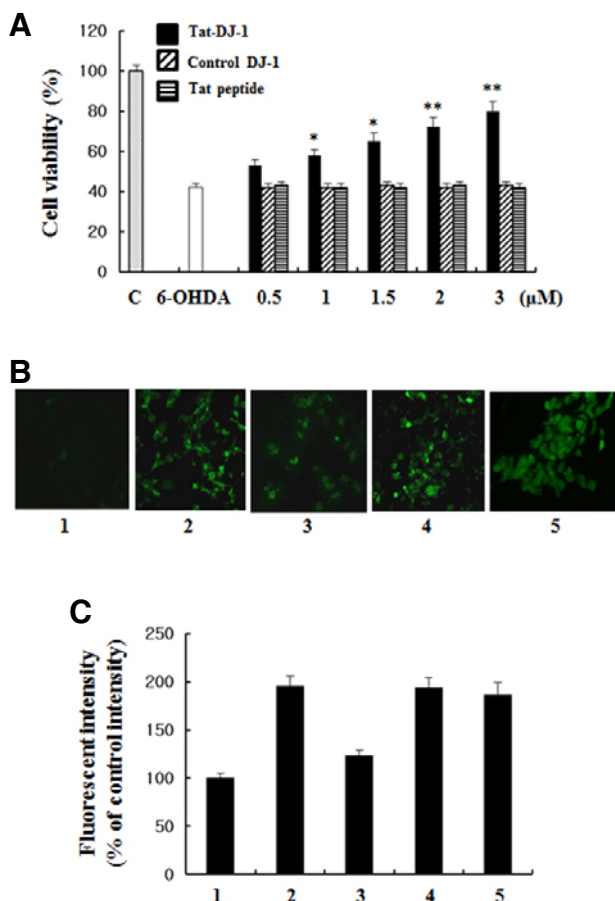 A
Cell viability (%)
120
100
80
60
40
20
0
Tat-DJ-1
Control DJ-1
Tat peptide
*
*
**
**
C 6-OHDA 0.5 1 1.5 2 3 (μM)
B
1 2 3 4 5
C
Fluorescent intensity
(% of control intensity)
250
200
150
100
50
0
1 2 3 4 5